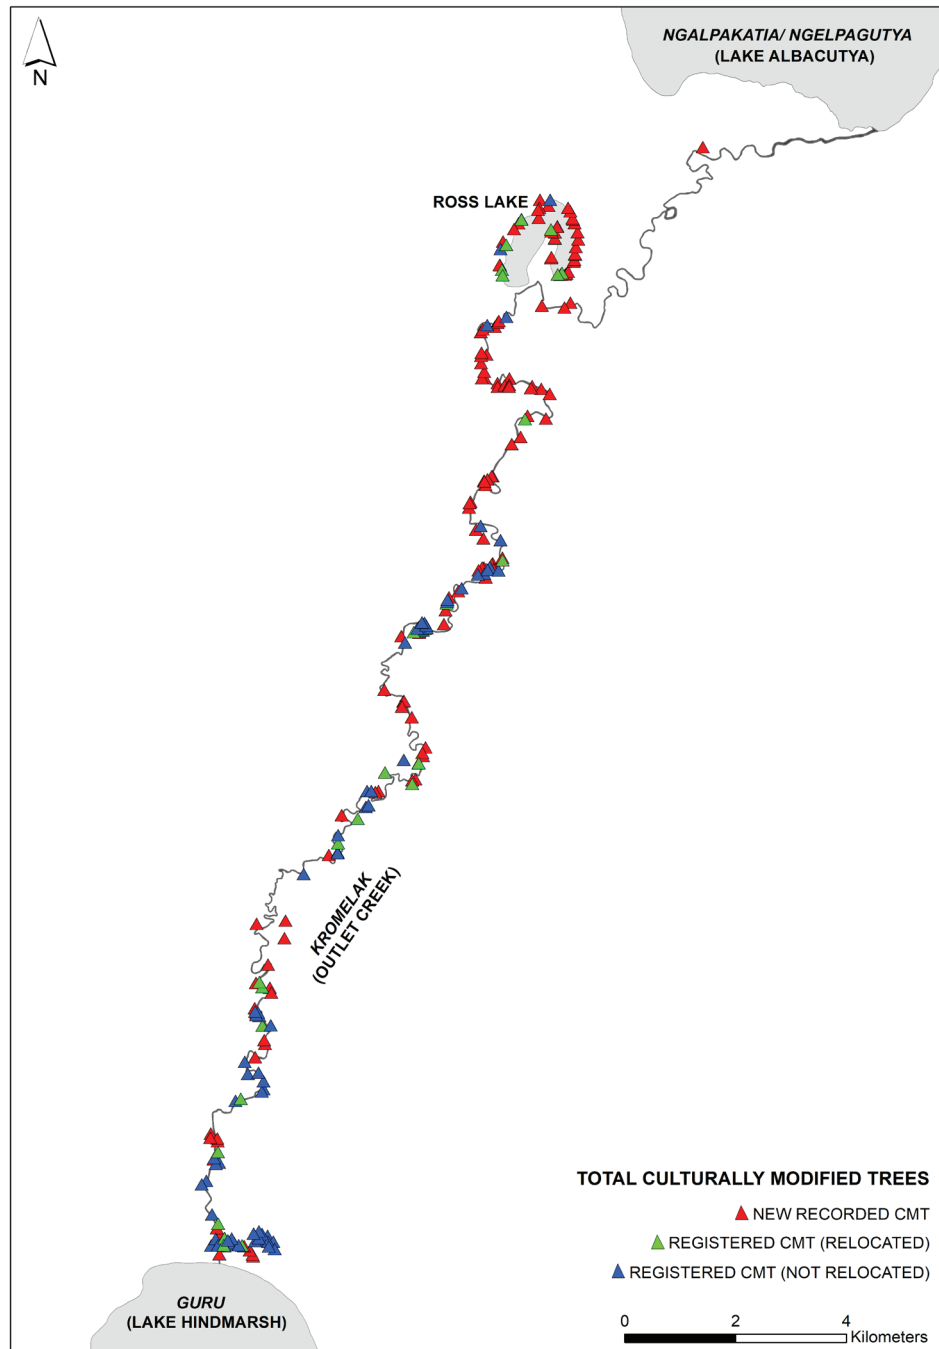 NGALPAKATIA/ NGELPAGUTYA
(LAKE ALBACUTYA)
N
ROSS LAKE
KROMELAK
(OUTLET CREEK)
TOTAL CULTURALLY MODIFIED TREES
NEW RECORDED CMT
REGISTERED CMT (RELOCATED)
REGISTERED CMT (NOT RELOCATED)
GURU
(LAKE HINDMARSH)
0 2 4
Kilometers